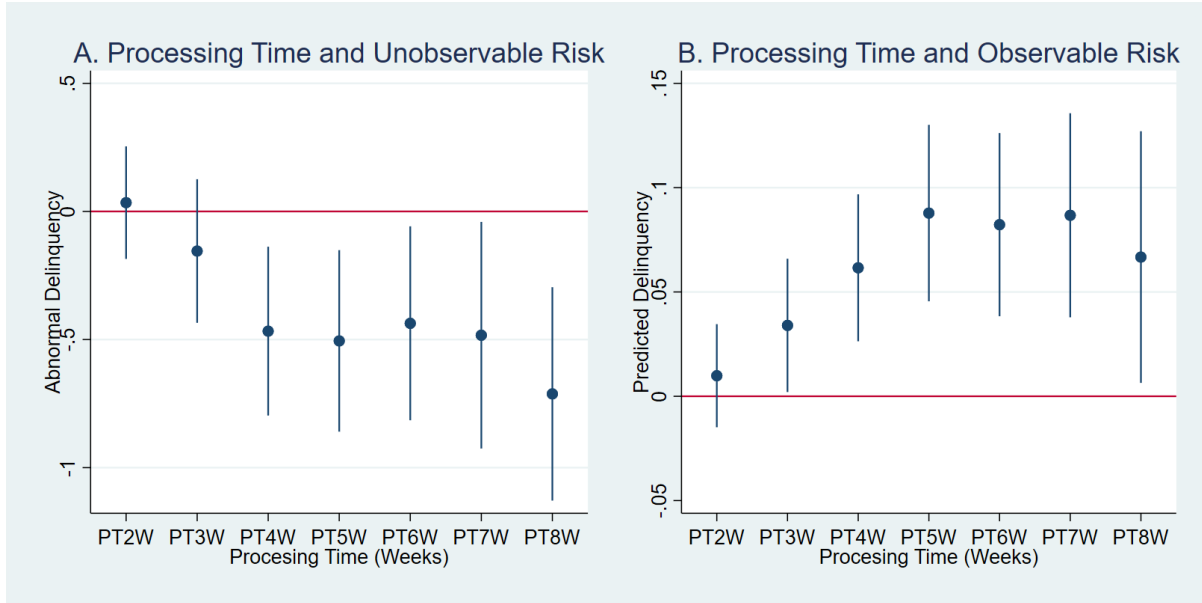 A. Processing Time and Unobservable Risk
Abnormal Delinquency
.5
0
-.5
-1
PT2W PT3W PT4W PT5W PT6W PT7W PT8W
Procesing Time (Weeks)
B. Processing Time and Observable Risk
Predicted Delinquency
.15
.1
.05
0
-.05
PT2W PT3W PT4W PT5W PT6W PT7W PT8W
Procesing Time (Weeks)